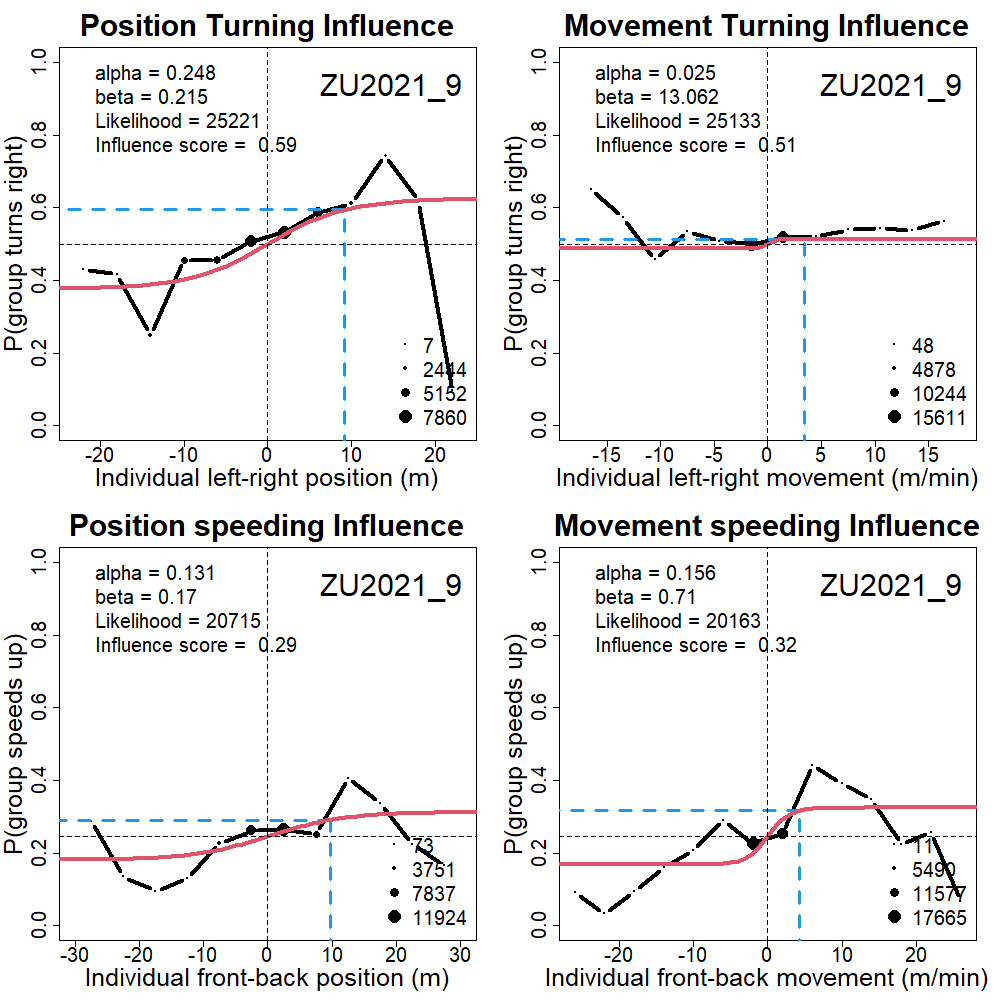 Position Turning Influence
alpha = 0.248
beta = 0.215
Likelihood = 25221
Influence score = 0.59
ZU2021_9
P(group turns right)
0.0 0.2 0.4 0.6 0.8 1.0
7
2444
5152
7860
-20 -10 0 10 20
Individual left-right position (m)
Movement Turning Influence
alpha = 0.025
beta = 13.062
Likelihood = 25133
Influence score = 0.51
ZU2021_9
P(group turns right)
0.0 0.2 0.4 0.6 0.8 1.0
48
4878
10244
15611
-15 -10 -5 0 5 10 15
Individual left-right movement (m/min)
Position speeding Influence
alpha = 0.131
beta = 0.17
Likelihood = 20715
Influence score = 0.29
ZU2021_9
P(group speeds up)
0.0 0.2 0.4 0.6 0.8 1.0
73
3751
7837
11924
-30 -20 -10 0 10 20 30
Individual front-back position (m)
Movement speeding Influence
alpha = 0.156
beta = 0.71
Likelihood = 20163
Influence score = 0.32
ZU2021_9
P(group speeds up)
0.0 0.2 0.4 0.6 0.8 1.0
11
5490
11577
17665
-20 -10 0 10 20
Individual front-back movement (m/min)